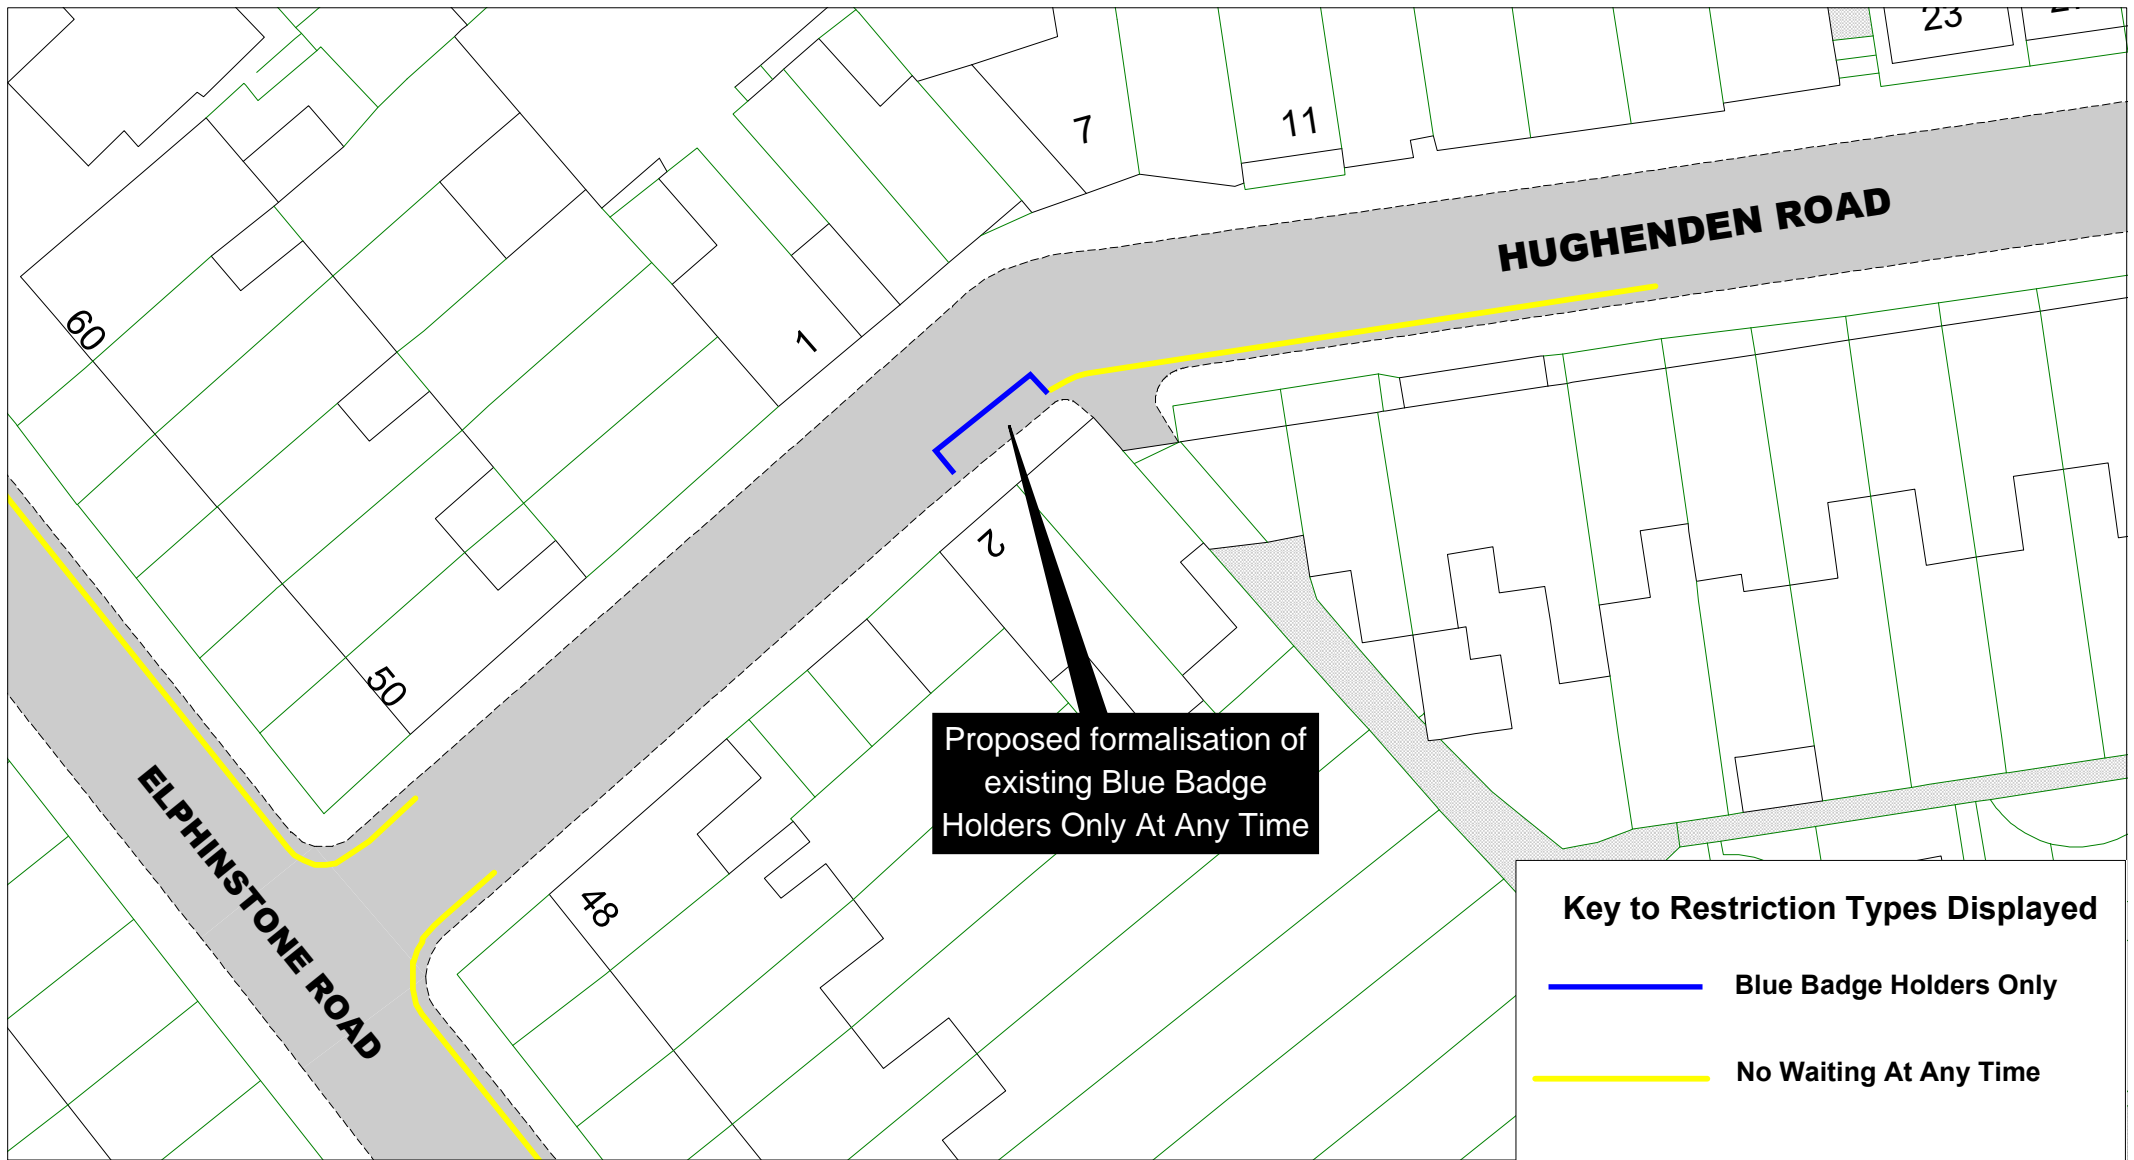 23
7
11
HUGHENDEN ROAD
60
1
2
50
Proposed formalisation of
existing Blue Badge
Holders Only At Any Time
ELPHINSTONE ROAD
48
Key to Restriction Types Displayed
Blue Badge Holders Only
No Waiting At Any Time